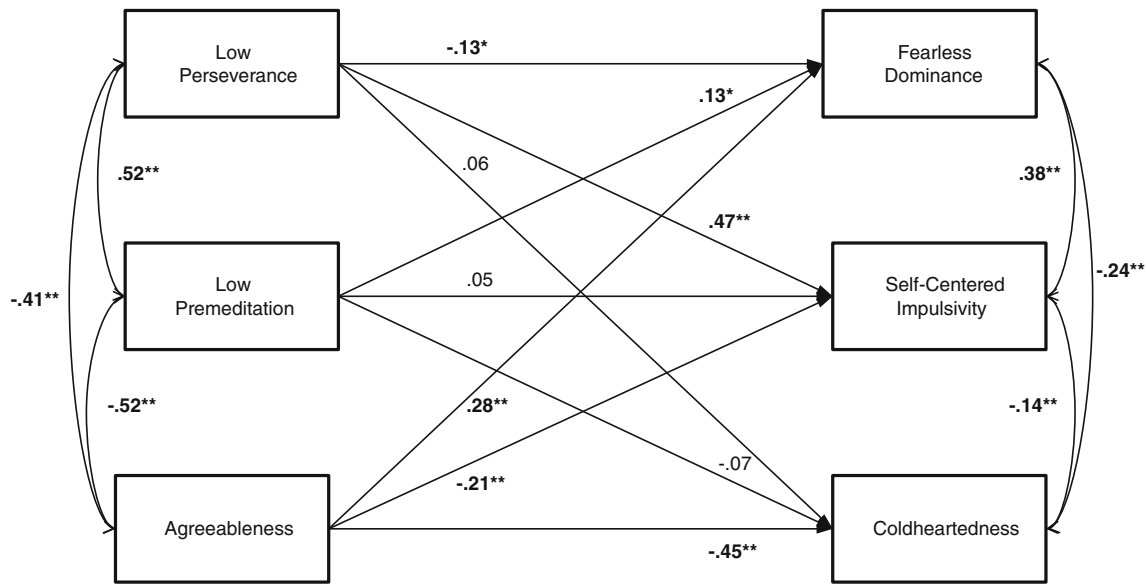 Low
Perseverance
-.13*
Fearless
Dominance
.13*
.06
.52**
.38**
.47**
Low
Premeditation
.05
Self-Centered
Impulsivity
-.41**
-.24**
-.52**
.28**
-.14**
-.07
-.21**
Agreeableness
Coldheartedness
-.45**